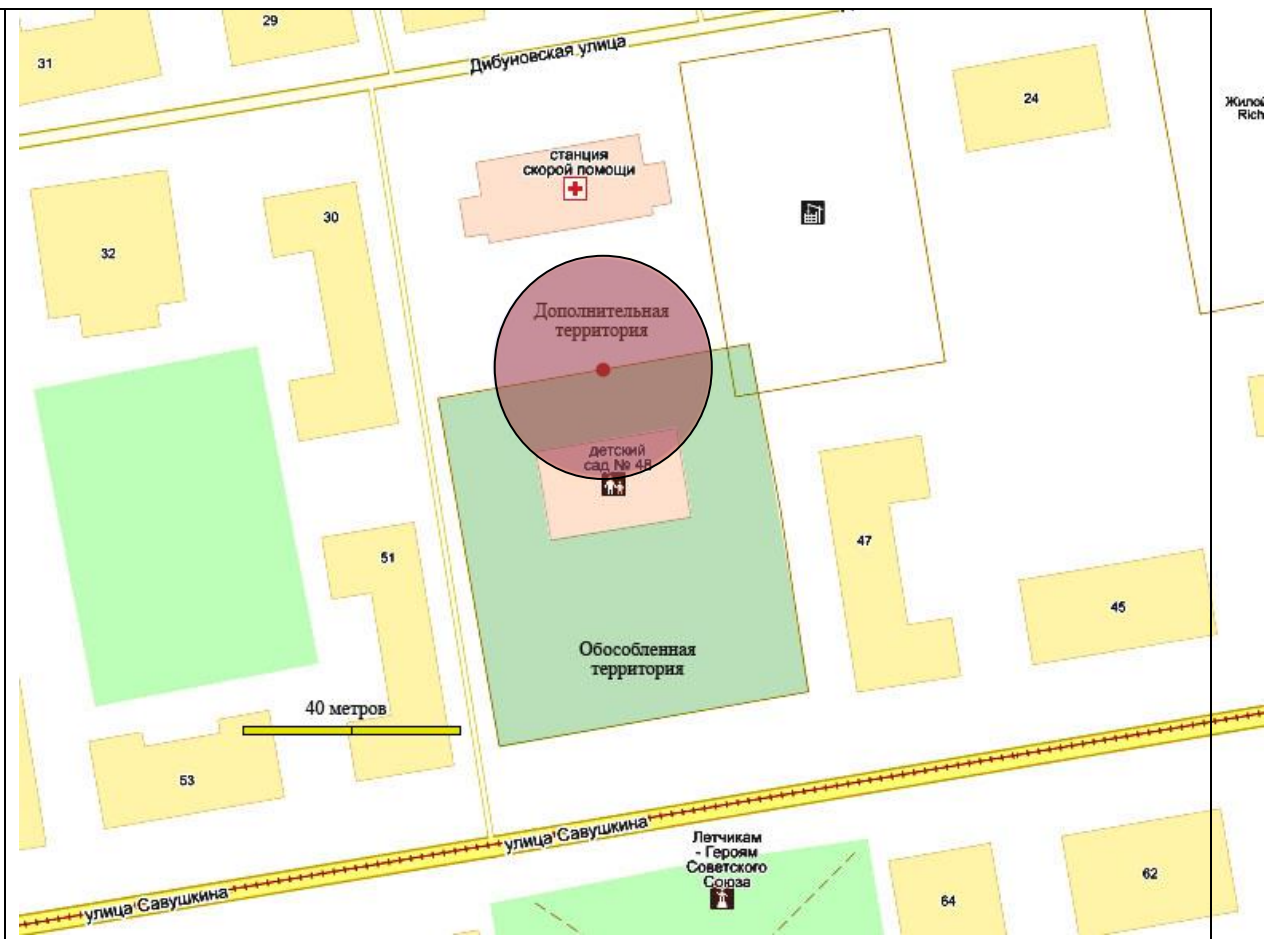 29
31
Дибуновская улица
24
Жилой
Rich
станция
скорой помощи
30
32
Дополнительная
территория
детский
сад № 48
51
47
45
Обособленная
территория
40 метров
53
улица Савушкина
улица Савушкина
Летчикам
- Героям
Советского
Союза
62
64